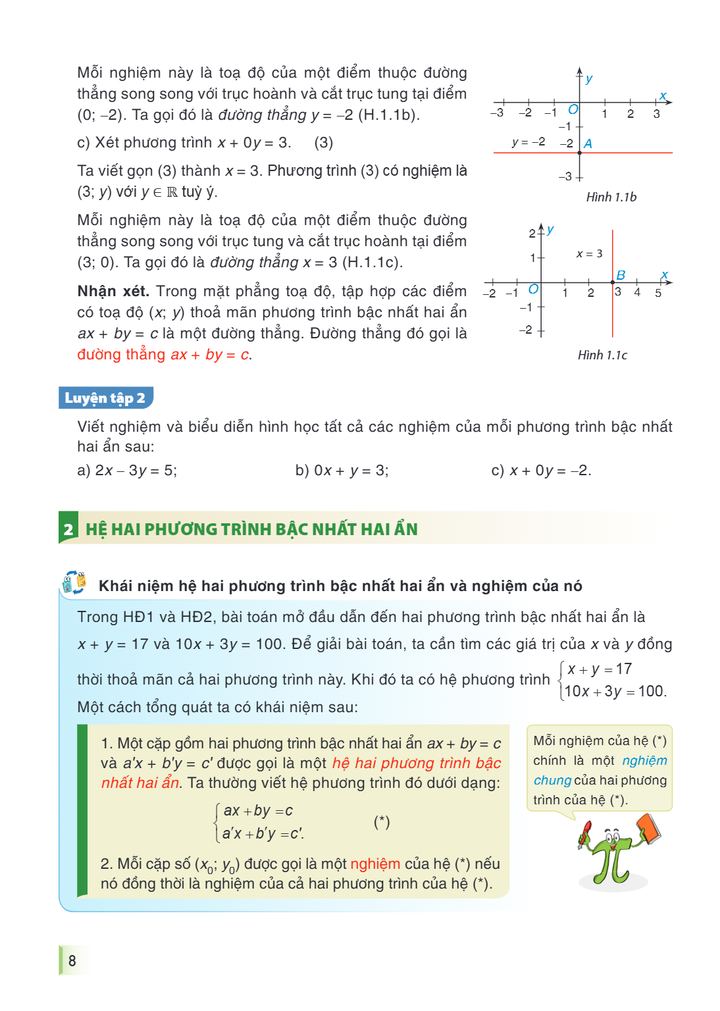 Mỗi nghiệm này là toạ độ của một điểm thuộc đường
thẳng song song với trục hoành và cắt trục tung tại điểm
(0; –2). Ta gọi đó là đường thẳng y = –2 (H.1.1b).
c) Xét phương trình x + 0y = 3. (3)
Ta viết gọn (3) thành x = 3. Phương trình (3) có nghiệm là
(3; y) với y ∈ ℝ tuỳ ý.
Mỗi nghiệm này là toạ độ của một điểm thuộc đường
thẳng song song với trục tung và cắt trục hoành tại điểm
(3; 0). Ta gọi đó là đường thẳng x = 3 (H.1.1c).
Nhận xét. Trong mặt phẳng toạ độ, tập hợp các điểm
có toạ độ (x; y) thoả mãn phương trình bậc nhất hai ẩn
ax + by = c là một đường thẳng. Đường thẳng đó gọi là
đường thẳng ax + by = c.
y
x
–3 –2 –1 O 1 2 3
–1
y = –2 –2 A
–3
Hình 1.1b
2 y
1 x = 3
B x
–2 –1 O 1 2 3 4 5
–1
–2
Hình 1.1c
Luyện tập 2
Viết nghiệm và biểu diễn hình học tất cả các nghiệm của mỗi phương trình bậc nhất
hai ẩn sau:
a) 2x – 3y = 5; b) 0x + y = 3; c) x + 0y = –2.
2 HỆ HAI PHƯƠNG TRÌNH BẬC NHẤT HAI ẨN
Khái niệm hệ hai phương trình bậc nhất hai ẩn và nghiệm của nó
Trong HĐ1 và HĐ2, bài toán mở đầu dẫn đến hai phương trình bậc nhất hai ẩn là
x + y = 17 và 10x + 3y = 100. Để giải bài toán, ta cần tìm các giá trị của x và y đồng
thời thoả mãn cả hai phương trình này. Khi đó ta có hệ phương trình { x + y = 17
10x + 3y = 100.
Một cách tổng quát ta có khái niệm sau:
1. Một cặp gồm hai phương trình bậc nhất hai ẩn ax + by = c
và a'x + b'y = c' được gọi là một hệ hai phương trình bậc
nhất hai ẩn. Ta thường viết hệ phương trình đó dưới dạng:
{ ax + by = c
a'x + b'y = c'. (*)
2. Mỗi cặp số (x₀; y₀) được gọi là một nghiệm của hệ (*) nếu
nó đồng thời là nghiệm của cả hai phương trình của hệ (*).
Mỗi nghiệm của hệ (*)
chính là một nghiệm
chung của hai phương
trình của hệ (*).
8